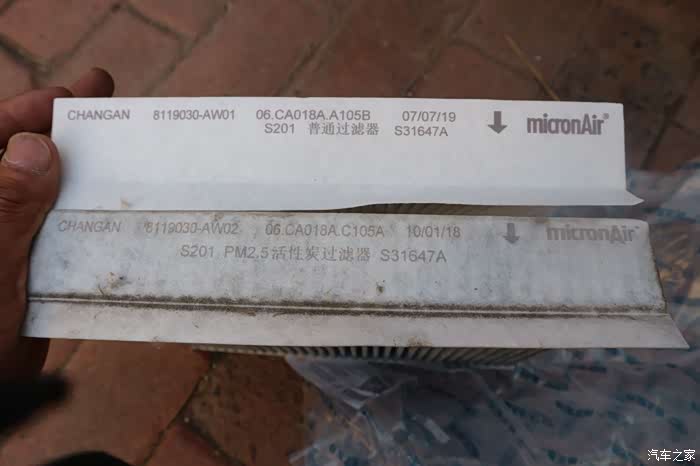 CHANGAN 8119030-AW01 06.CA018A.A105B 07/07/19 micronAir®
S201 普通过滤器 S31647A
CHANGAN 8119030-AW02 06.CA018A.C105A 10/01/18 micronAir
S201 PM2.5活性炭过滤器 S31647A
汽车之家